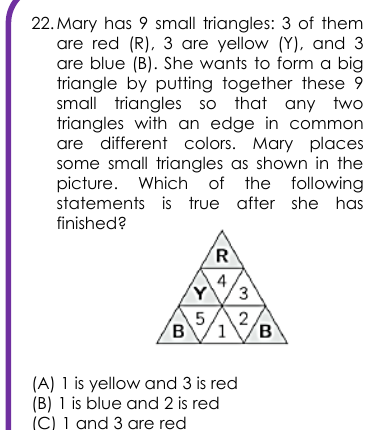 22. Mary has 9 small triangles: 3 of them
are red (R), 3 are yellow (Y), and 3
are blue (B). She wants to form a big
triangle by putting together these 9
small triangles so that any two
triangles with an edge in common
are different colors. Mary places
some small triangles as shown in the
picture. Which of the following
statements is true after she has
finished?
R
4
Y 3
5 2
B 1 B
(A) 1 is yellow and 3 is red
(B) 1 is blue and 2 is red
(C) 1 and 3 are red